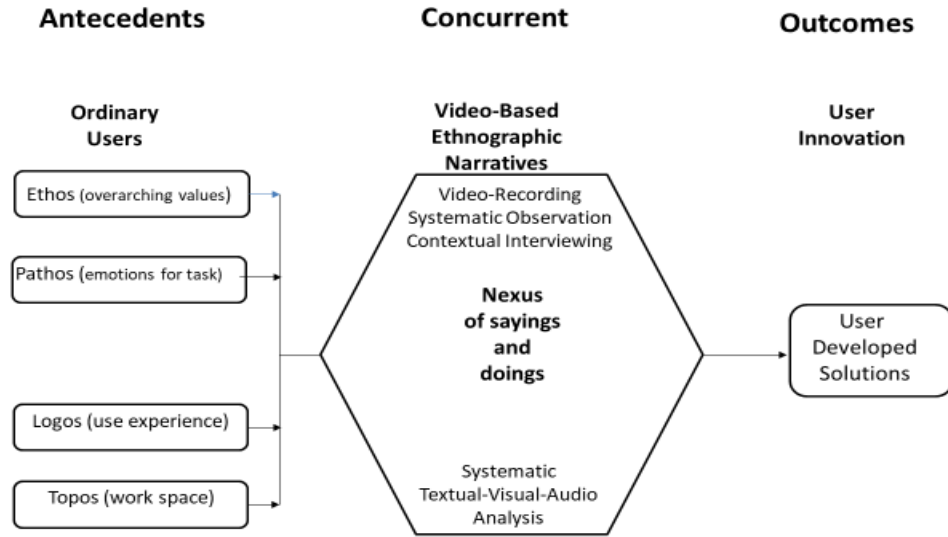 Antecedents
Concurrent
Outcomes
Ordinary
Users
Video-Based
Ethnographic
Narratives
User
Innovation
Ethos (overarching values)
Pathos (emotions for task)
Logos (use experience)
Topos (work space)
Video-Recording
Systematic Observation
Contextual Interviewing
Nexus
of sayings
and
doings
Systematic
Textual-Visual-Audio
Analysis
User
Developed
Solutions